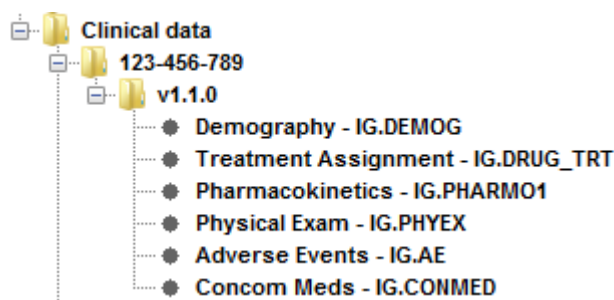 Clinical data
123-456-789
v1.1.0
Demography - IG.DEMOG
Treatment Assignment - IG.DRUG_TRT
Pharmacokinetics - IG.PHARMO1
Physical Exam - IG.PHYEX
Adverse Events - IG.AE
Concom Meds - IG.CONMED